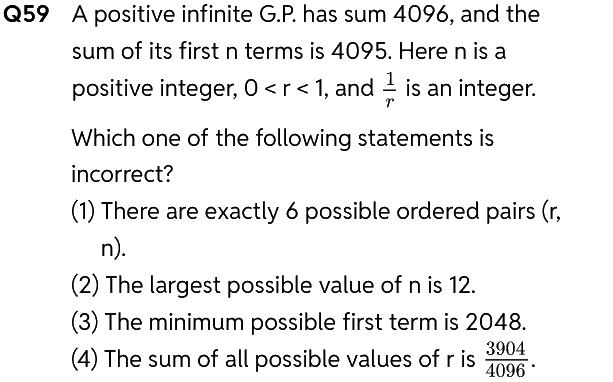 Q59 A positive infinite G.P. has sum 4096, and the
sum of its first n terms is 4095. Here n is a
positive integer, 0 < r < 1, and 1/r is an integer.
Which one of the following statements is
incorrect?
(1) There are exactly 6 possible ordered pairs (r,
n).
(2) The largest possible value of n is 12.
(3) The minimum possible first term is 2048.
(4) The sum of all possible values of r is 3904/4096.